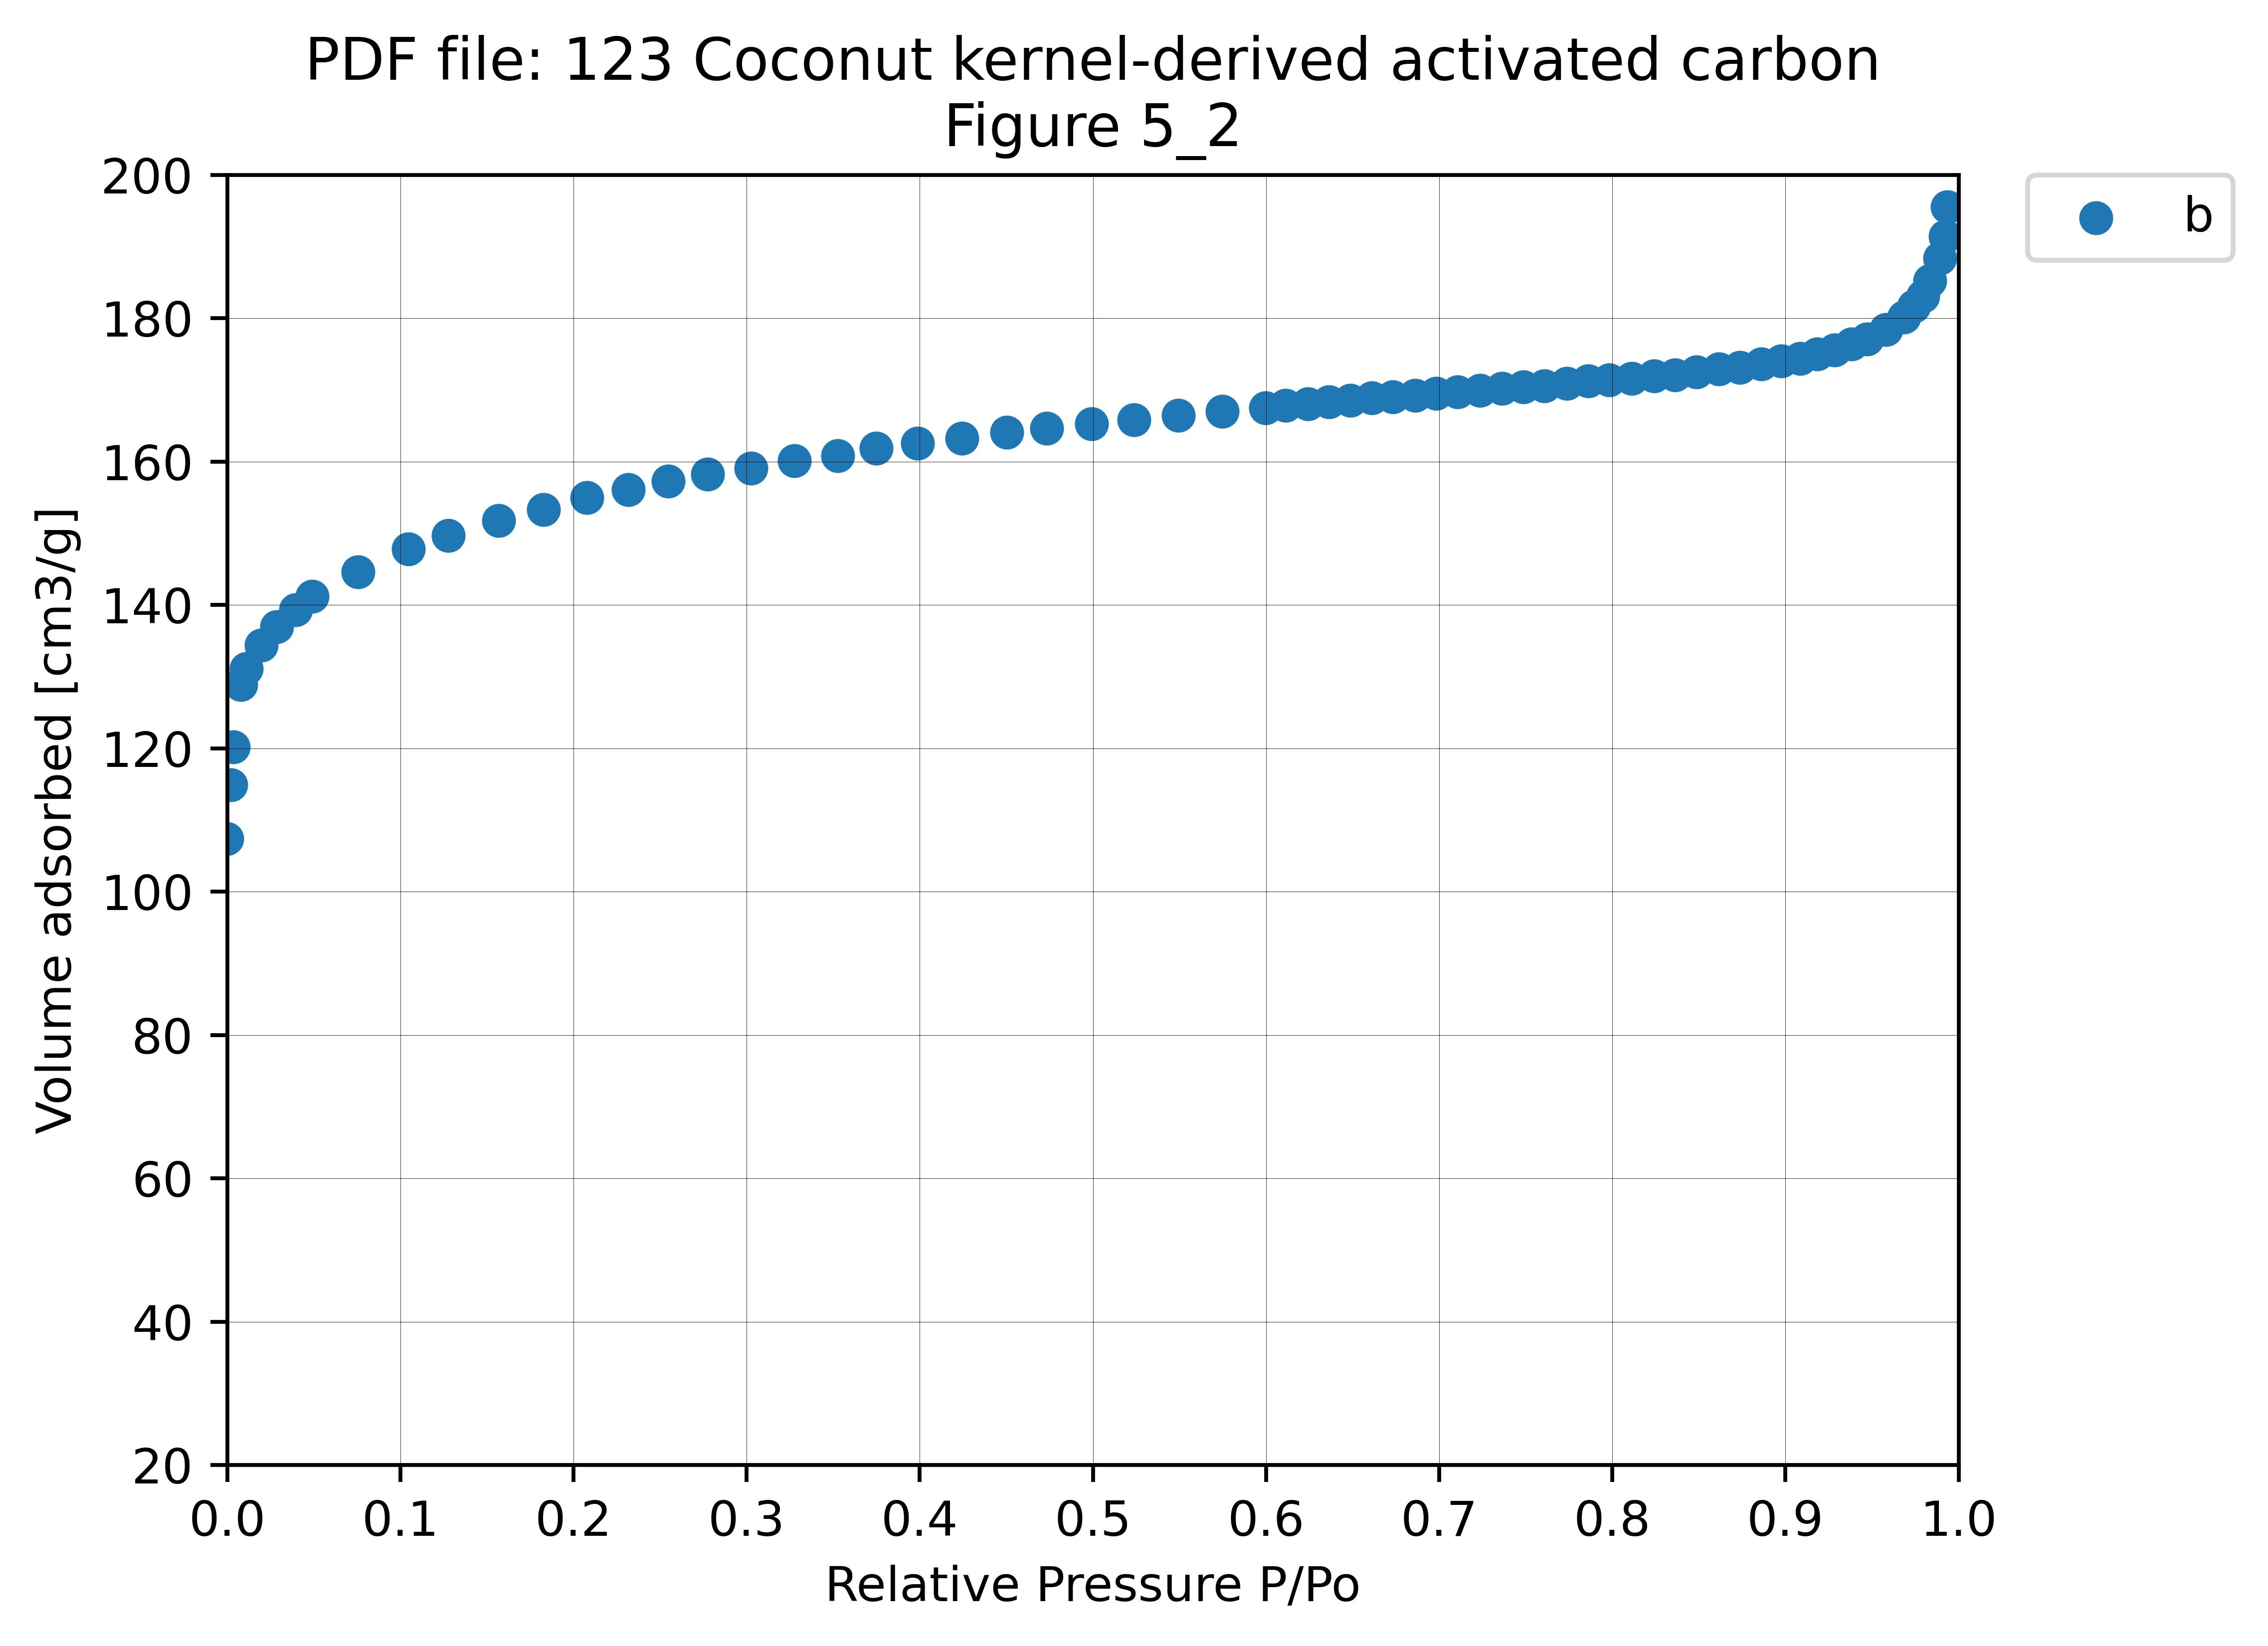 PDF file: 123 Coconut kernel-derived activated carbon
Figure 5_2
b
Volume adsorbed [cm3/g]
200
180
160
140
120
100
80
60
40
20
0.0 0.1 0.2 0.3 0.4 0.5 0.6 0.7 0.8 0.9 1.0
Relative Pressure P/Po